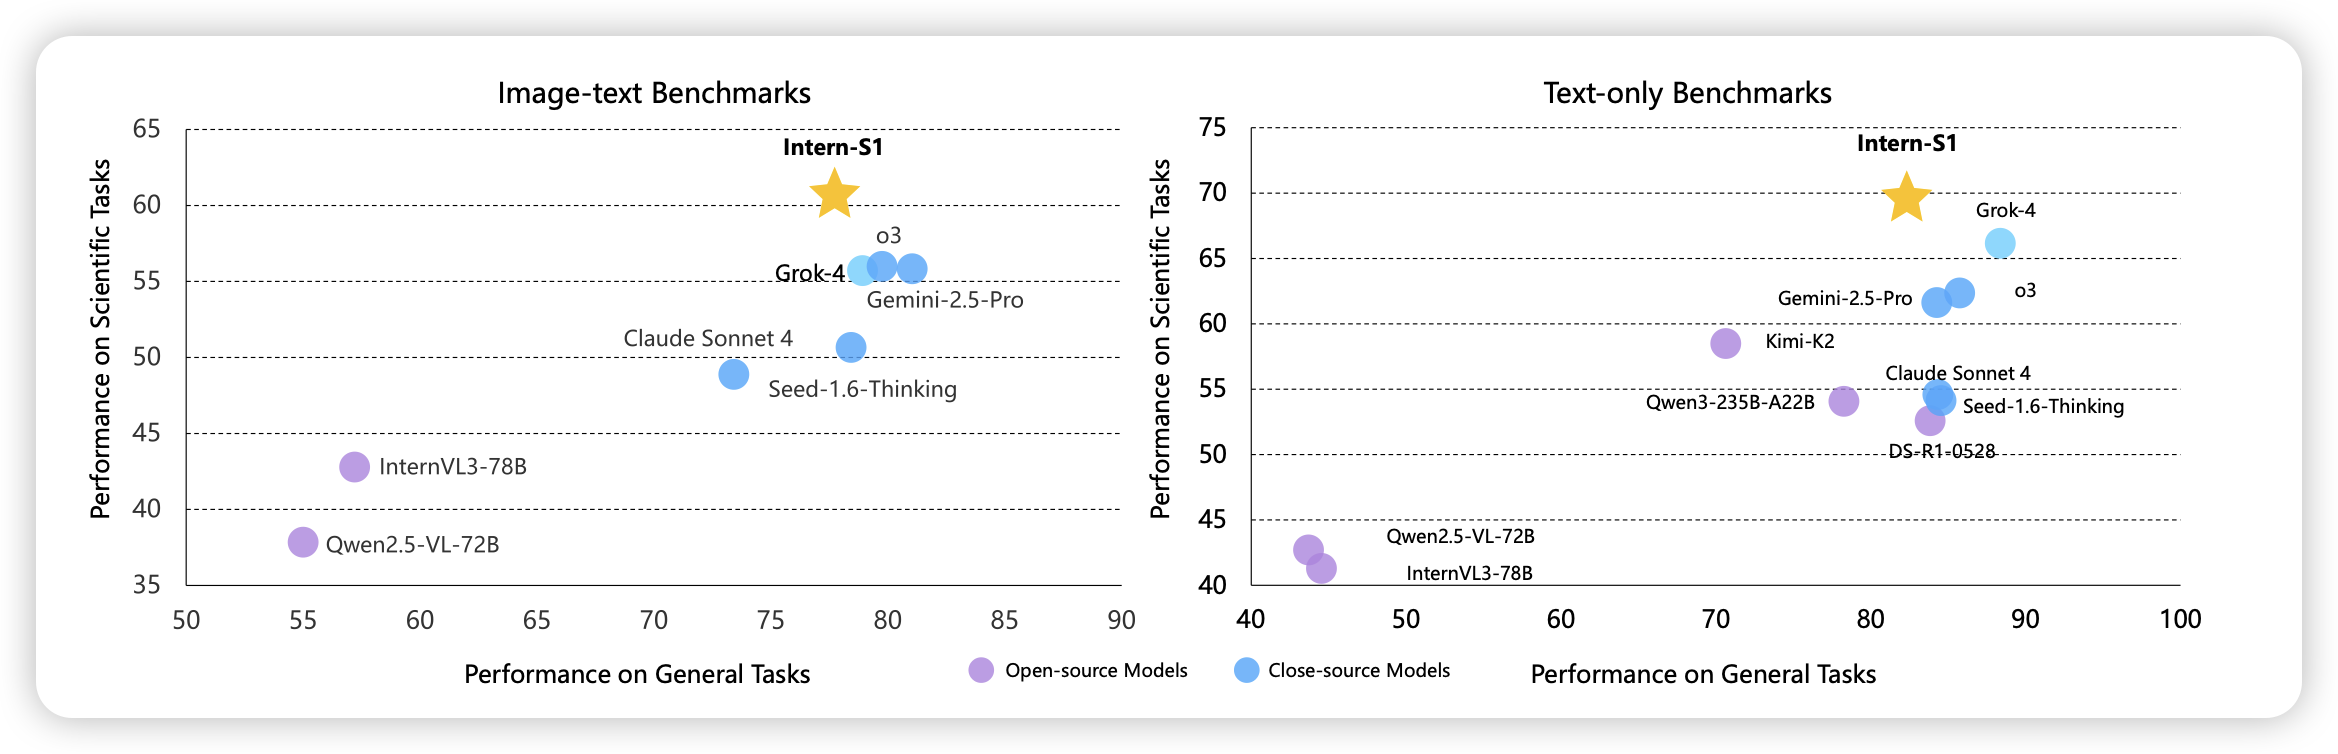 Image-text Benchmarks
Performance on Scientific Tasks
65
60
55
50
45
40
35
Intern-S1
o3
Grok-4
Gemini-2.5-Pro
Claude Sonnet 4
Seed-1.6-Thinking
InternVL3-78B
Qwen2.5-VL-72B
50 55 60 65 70 75 80 85 90
Performance on General Tasks
Text-only Benchmarks
Performance on Scientific Tasks
75
70
65
60
55
50
45
40
Intern-S1
Grok-4
Gemini-2.5-Pro
o3
Kimi-K2
Claude Sonnet 4
Qwen3-235B-A22B
Seed-1.6-Thinking
DS-R1-0528
Qwen2.5-VL-72B
InternVL3-78B
40 50 60 70 80 90 100
Performance on General Tasks
Open-source Models
Close-source Models